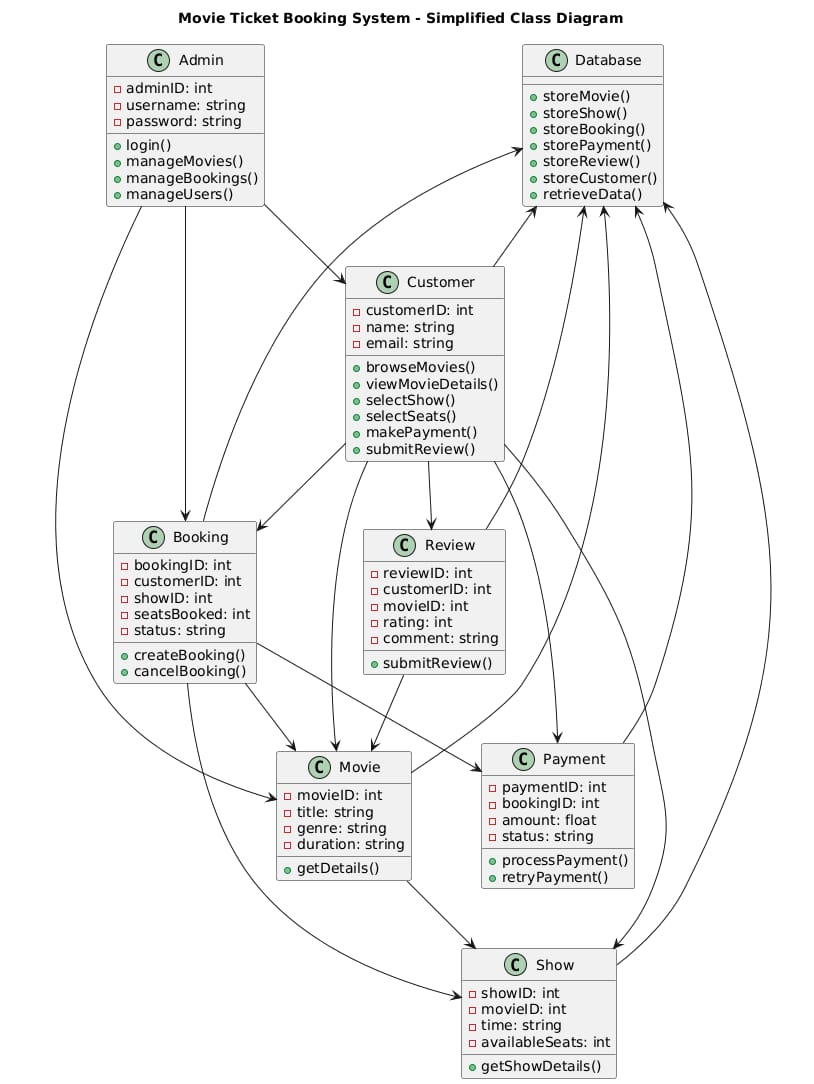 Movie Ticket Booking System - Simplified Class Diagram
C Admin
adminID: int
username: string
password: string
login()
manageMovies()
manageBookings()
manageUsers()
C Database
storeMovie()
storeShow()
storeBooking()
storePayment()
storeReview()
storeCustomer()
retrieveData()
C Customer
customerID: int
name: string
email: string
browseMovies()
viewMovieDetails()
selectShow()
selectSeats()
makePayment()
submitReview()
C Booking
bookingID: int
customerID: int
showID: int
seatsBooked: int
status: string
createBooking()
cancelBooking()
C Review
reviewID: int
customerID: int
movieID: int
rating: int
comment: string
submitReview()
C Movie
movieID: int
title: string
genre: string
duration: string
getDetails()
C Payment
paymentID: int
bookingID: int
amount: float
status: string
processPayment()
retryPayment()
C Show
showID: int
movieID: int
time: string
availableSeats: int
getShowDetails()